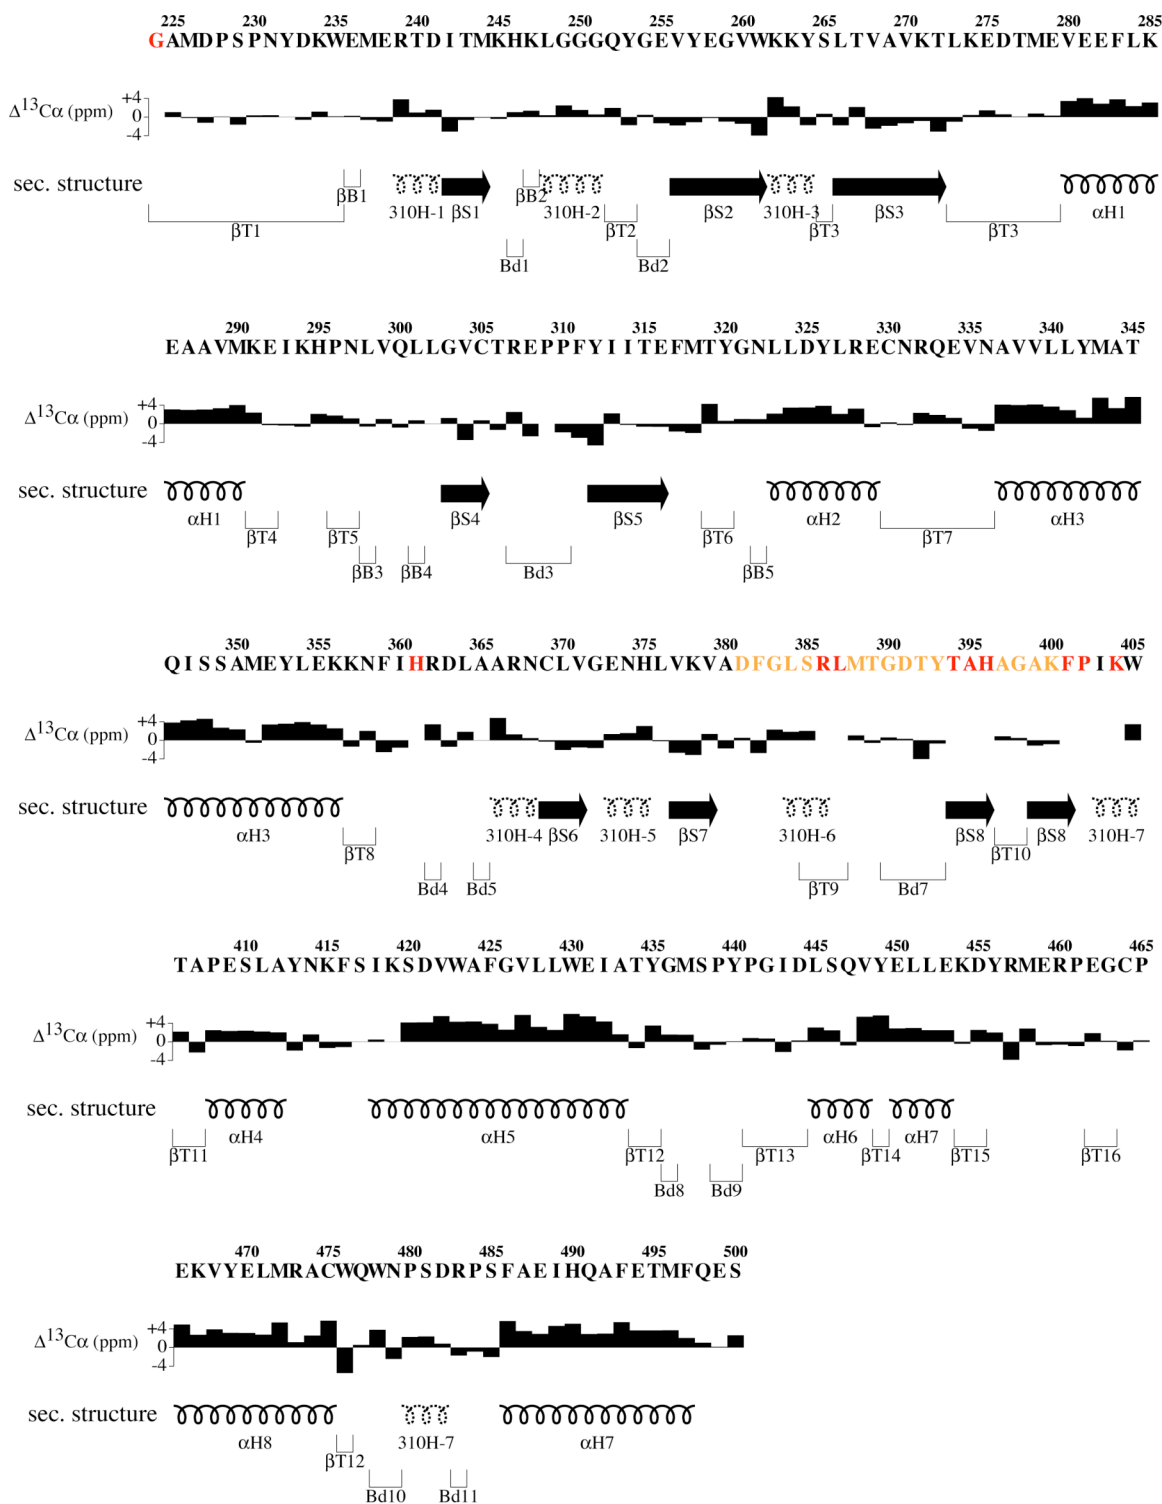 225 230 235 240 245 250 255 260 265 270 275 280 285
GAMDPSPNYDKWEMERTDITMKHKLGGGQYGEVYEGVWKKYSLTVAVKTLKEDTMEVEEFLK
Δ13Cα (ppm) +4 0 -4
sec. structure
βB1 310H-1 βS1 βB2 310H-2 βS2 310H-3 βS3 αH1
βT1 βT2 βT3 βT3
Bd1 Bd2
290 295 300 305 310 315 320 325 330 335 340 345
EAAVMKEIKHPNLVQLLGVCTREPPFYIITEFMTYGNLLDYLRECNRQEVNAVVLLYMAT
Δ13Cα (ppm) +4 0 -4
sec. structure
αH1 βS4 βS5 αH2 αH3
βT4 βT5 βT6 βT7
βB3 βB4 Bd3 βB5
350 355 360 365 370 375 380 385 390 395 400 405
QISSAMEYLEKKNFIHRDLAARNCLVGENHLVKVADFGLSRLMTGDTYTAHAGAKFPIKW
Δ13Cα (ppm) +4 0 -4
sec. structure
αH3 310H-4 βS6 310H-5 βS7 310H-6 βS8 βS8 310H-7
βT8 βT10
Bd4 Bd5 βT9 Bd7
410 415 420 425 430 435 440 445 450 455 460 465
TAPESLAYNKFSIKSDVWAFGVLLWEIATYGMSPYPGIDLSQVYELLEKDYRMERPEGCP
Δ13Cα (ppm) +4 0 -4
sec. structure
αH4 αH5 αH6 αH7
βT11 βT12 βT13 βT14 βT15 βT16
Bd8 Bd9
470 475 480 485 490 495 500
EKVYELMRACWQWNPSDRPSFAEIHQAFETMFQES
Δ13Cα (ppm) +4 0 -4
sec. structure
αH8 310H-7 αH7
βT12
Bd10 Bd11